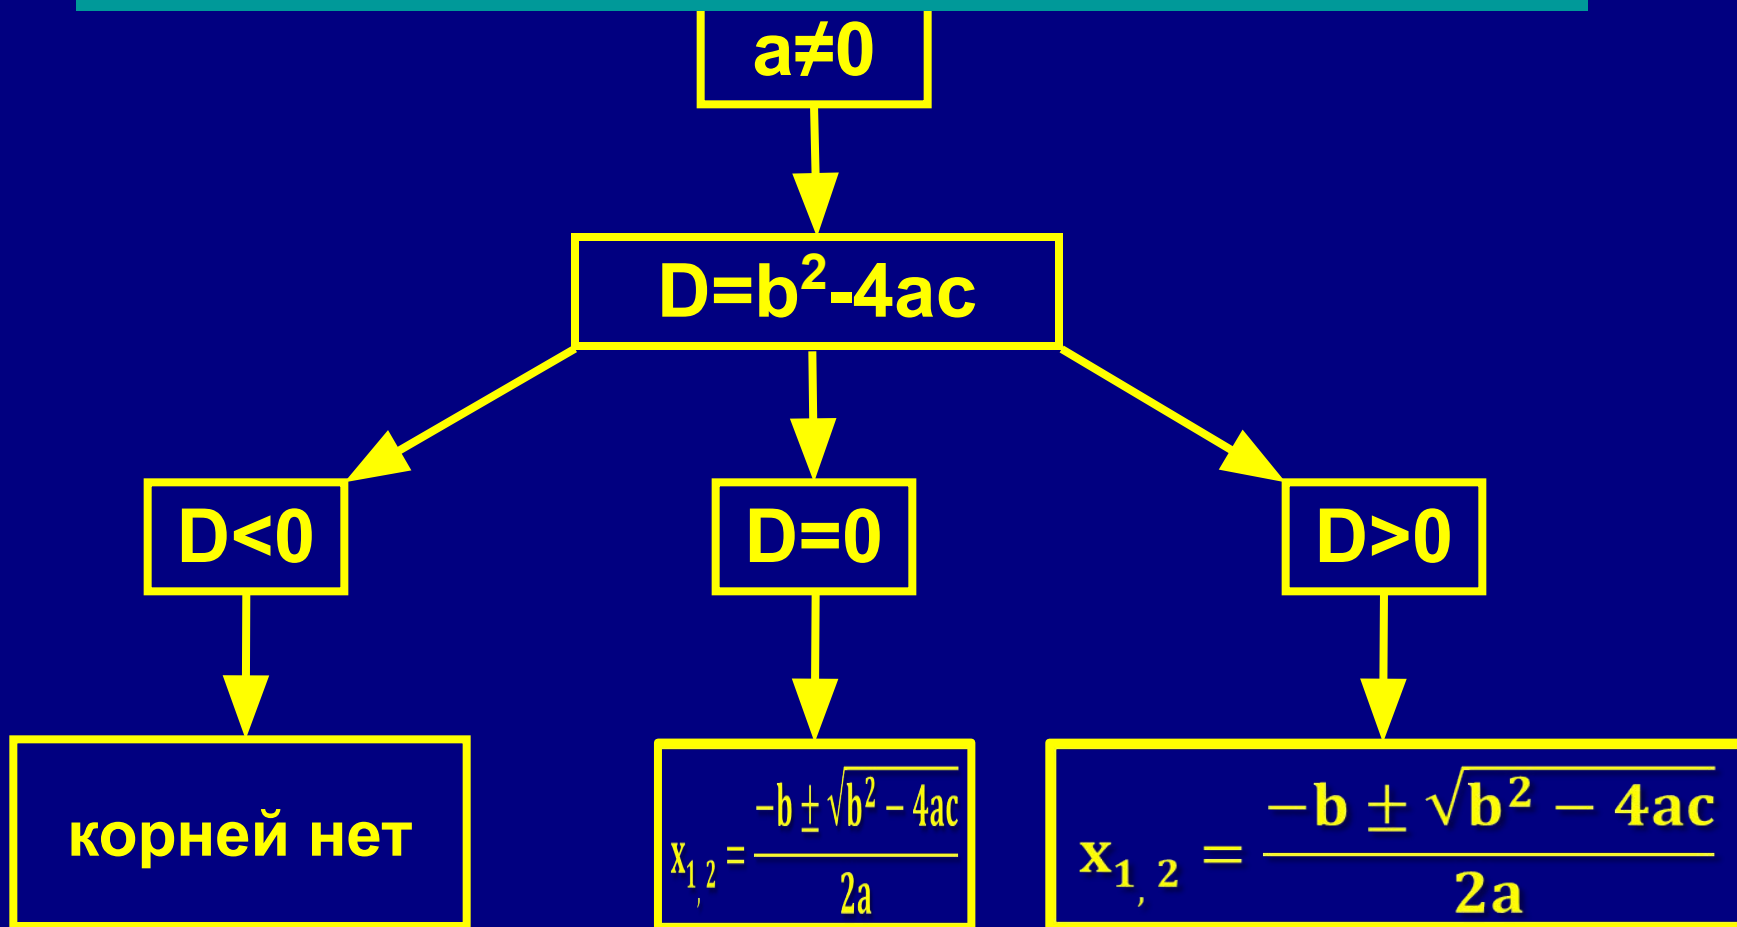 a≠0
D=b²-4ac
D<0
D=0
D>0
корней нет
x₁,₂ = (−b ± √(b² − 4ac)) / 2a
x₁,₂ = (−b ± √(b² − 4ac)) / 2a